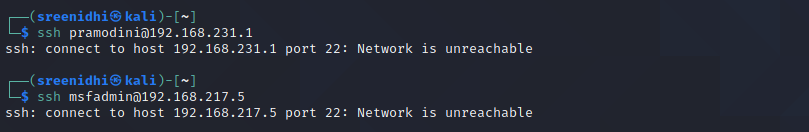 ┌──(sreenidhi㉿kali)-[~]
└─$ ssh pramodini@192.168.231.1
ssh: connect to host 192.168.231.1 port 22: Network is unreachable
┌──(sreenidhi㉿kali)-[~]
└─$ ssh msfadmin@192.168.217.5
ssh: connect to host 192.168.217.5 port 22: Network is unreachable